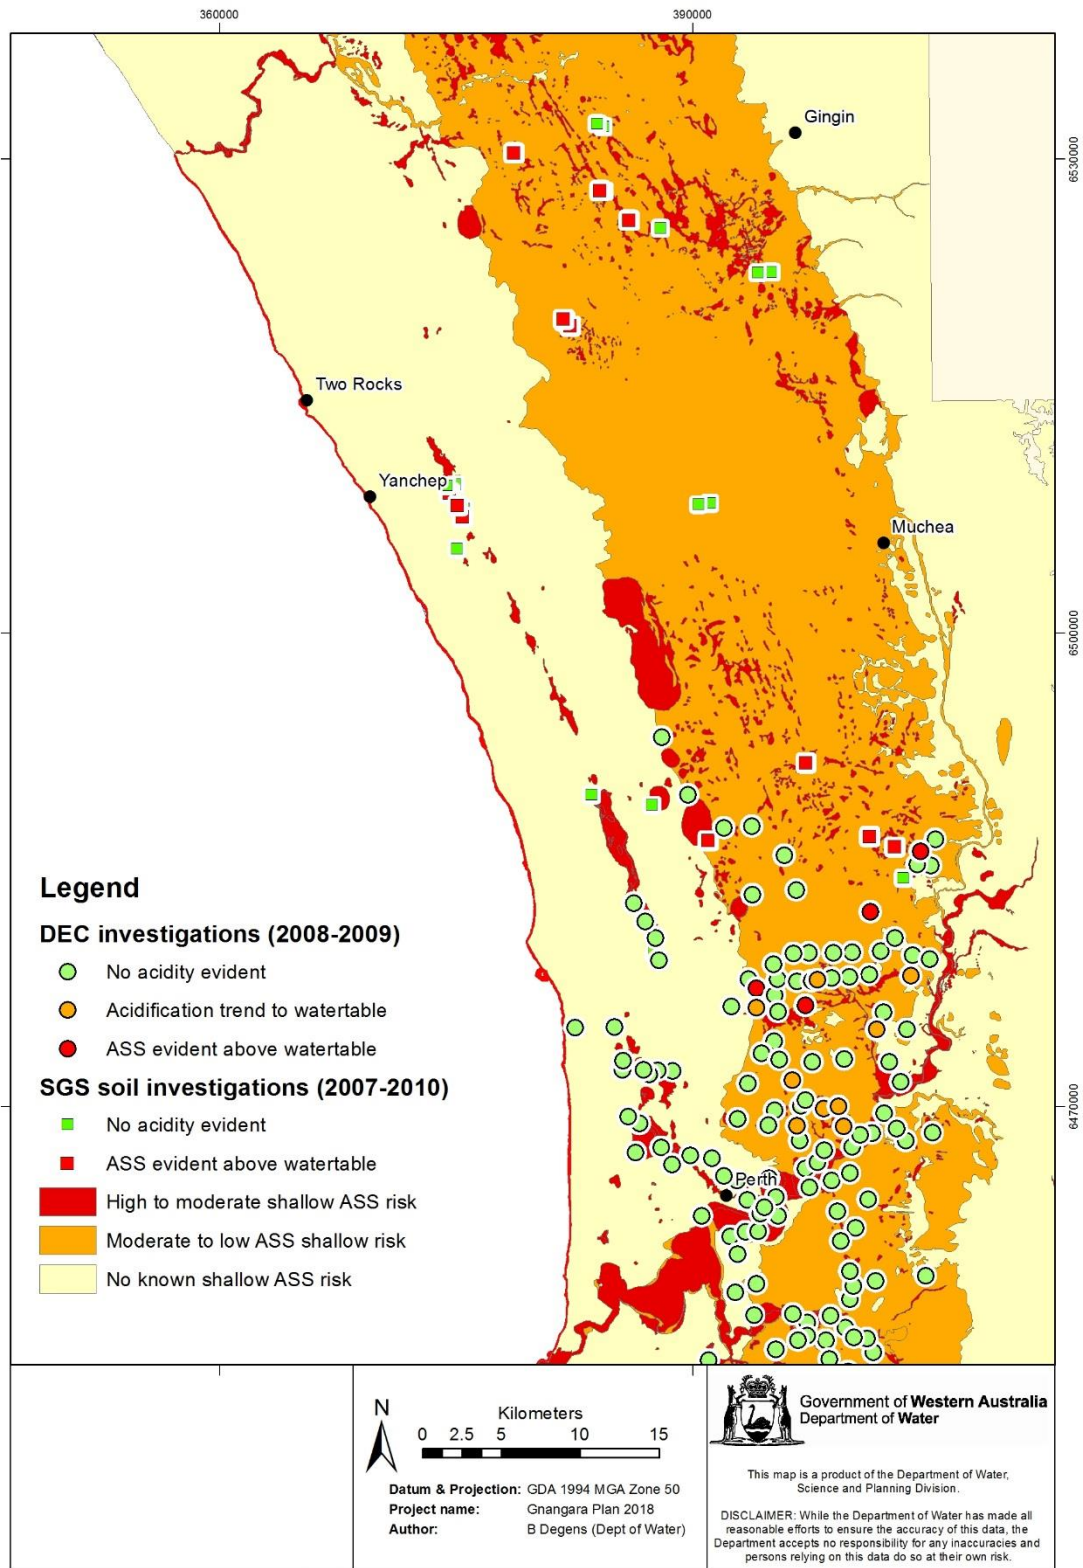 360000
390000
Gingin
6530000
Two Rocks
Yanchep
Muchea
6500000
Legend
DEC investigations (2008-2009)
No acidity evident
Acidification trend to watertable
ASS evident above watertable
SGS soil investigations (2007-2010)
No acidity evident
ASS evident above watertable
High to moderate shallow ASS risk
Moderate to low ASS shallow risk
No known shallow ASS risk
6470000
Perth
N
Kilometers
0 2.5 5 10 15
Datum & Projection: GDA 1994 MGA Zone 50
Project name: Gnangara Plan 2018
Author: B Degens (Dept of Water)
Government of Western Australia
Department of Water
This map is a product of the Department of Water,
Science and Planning Division.
DISCLAIMER: While the Department of Water has made all
reasonable efforts to ensure the accuracy of this data, the
Department accepts no responsibility for any inaccuracies and
persons relying on this data do so at their own risk.